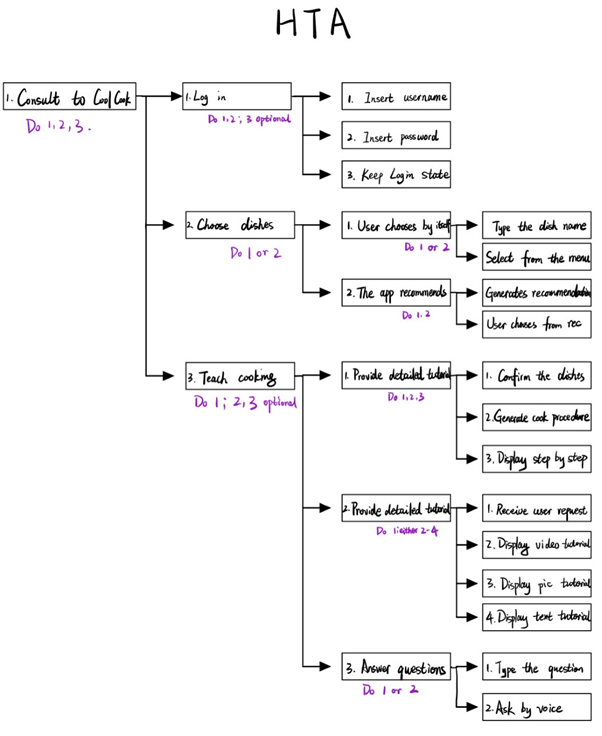 HTA
1. Consult to CoolCook
Do 1,2,3.
1. Log in
Do 1,2; 3 optional
1. Insert username
2. Insert password
3. Keep Login state
2. Choose dishes
Do 1 or 2
1. User chooses by itself
Do 1 or 2
Type the dish name
Select from the menu
2. The app recommends
Do 1.2
Generates recommendation
User choses from rec
3. Teach cooking
Do 1; 2,3 optional
1. Provide detailed tutorial
Do 1,2,3
1. Confirm the dishes
2. Generate cook procedure
3. Display step by step
2. Provide detailed tutorial
Do 1; either 2-4
1. Receive user request
2. Display video tutorial
3. Display pic tutorial
4. Display text tutorial
3. Answer questions
Do 1 or 2
1. Type the question
2. Ask by voice